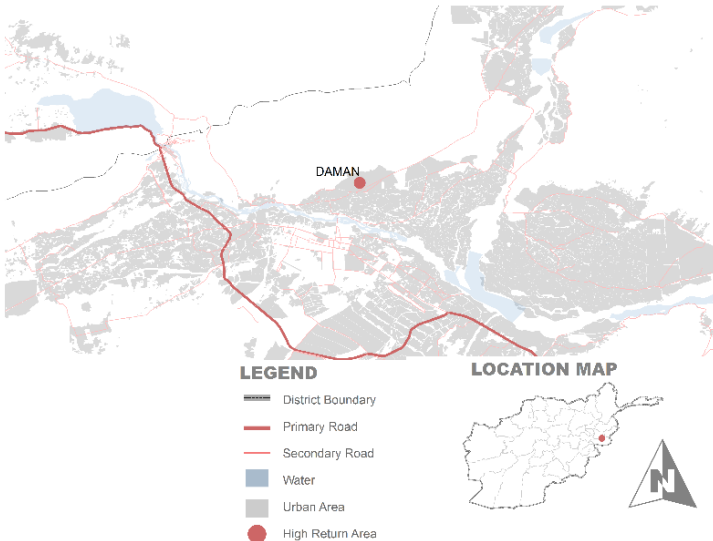 DAMAN
LEGEND
District Boundary
Primary Road
Secondary Road
Water
Urban Area
High Return Area
LOCATION MAP
N